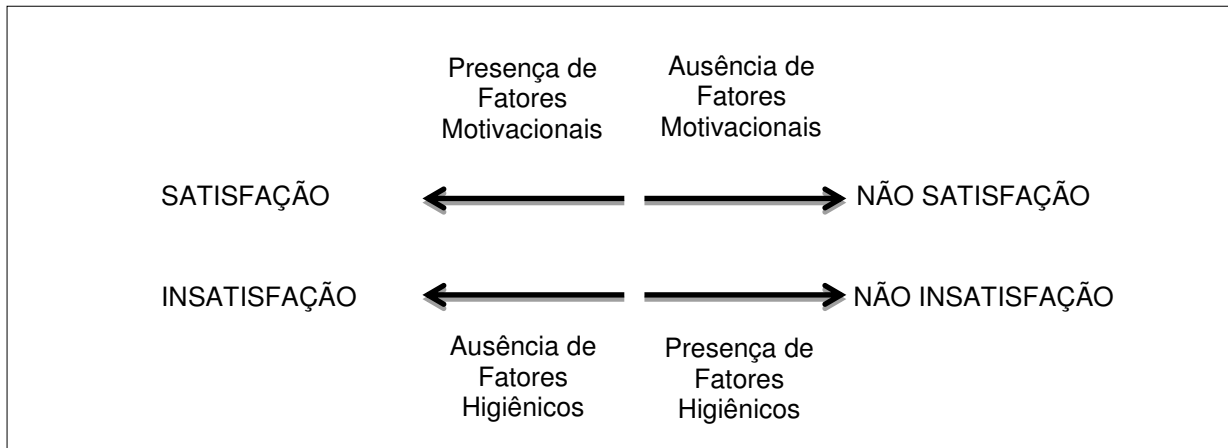 Presença de
Fatores
Motivacionais
Ausência de
Fatores
Motivacionais
SATISFAÇÃO
NÃO SATISFAÇÃO
INSATISFAÇÃO
NÃO INSATISFAÇÃO
Ausência de
Fatores
Higiênicos
Presença de
Fatores
Higiênicos